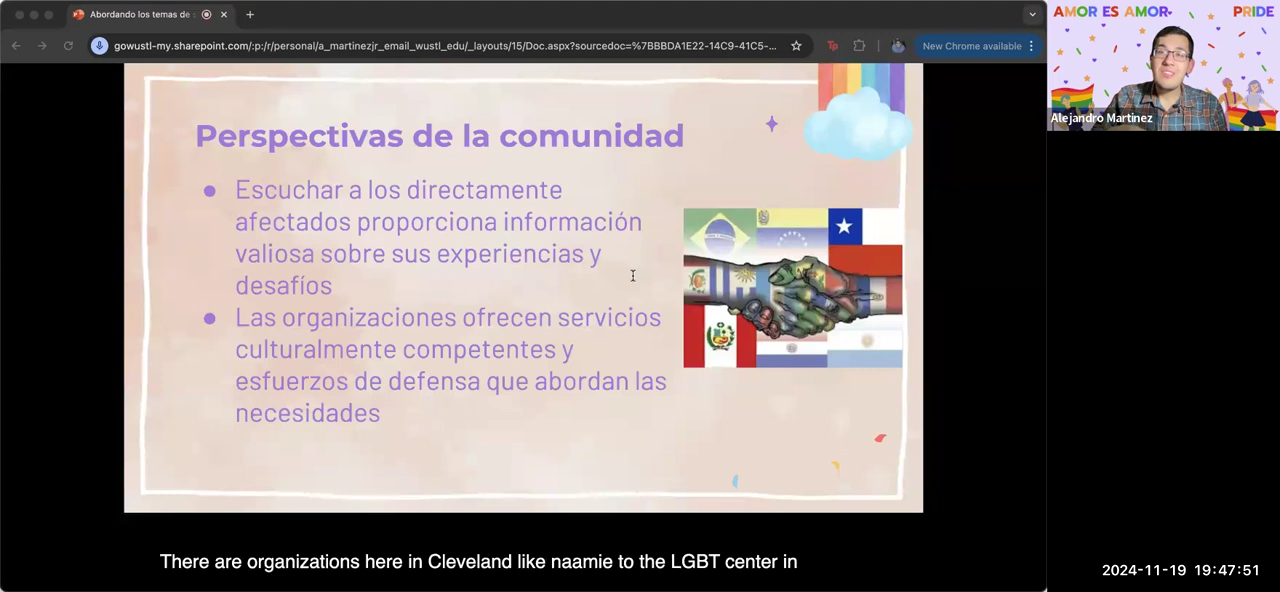 Abordando los temas de s
gowustl-my.sharepoint.com/:p:/r/personal/a_martinezjr_email_wustl_edu/_layouts/15/Doc.aspx?sourcedoc=%7BBBDA1E22-14C9-41C5-...
New Chrome available
AMOR ES AMOR PRIDE
Alejandro Martinez
Perspectivas de la comunidad
Escuchar a los directamente
afectados proporciona información
valiosa sobre sus experiencias y
desafíos
Las organizaciones ofrecen servicios
culturalmente competentes y
esfuerzos de defensa que abordan las
necesidades
There are organizations here in Cleveland like naamie to the LGBT center in
2024-11-19 19:47:51